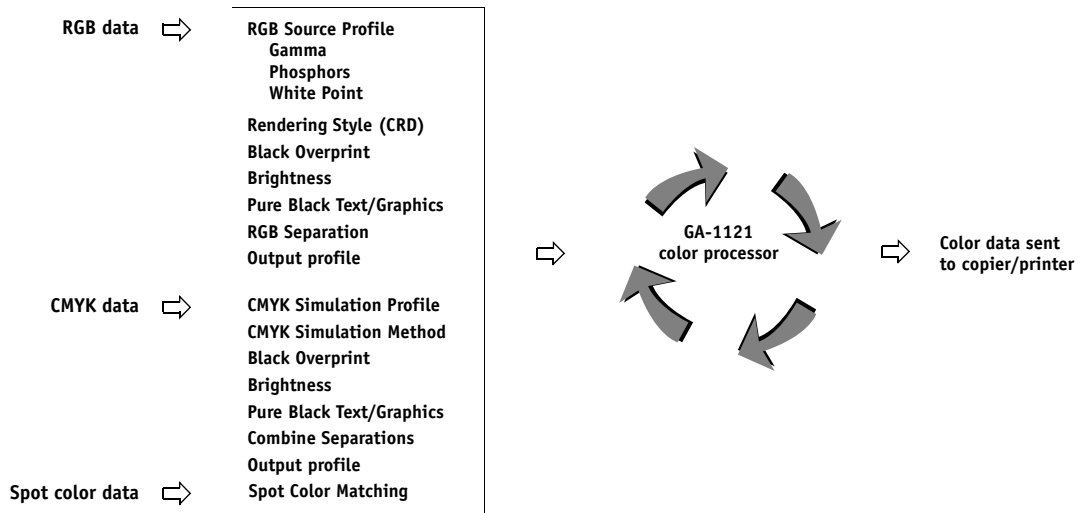 RGB data
RGB Source Profile
Gamma
Phosphors
White Point
Rendering Style (CRD)
Black Overprint
Brightness
Pure Black Text/Graphics
RGB Separation
Output profile
CMYK data
CMYK Simulation Profile
CMYK Simulation Method
Black Overprint
Brightness
Pure Black Text/Graphics
Combine Separations
Output profile
Spot color data
Spot Color Matching
GA-1121
color processor
Color data sent
to copier/printer